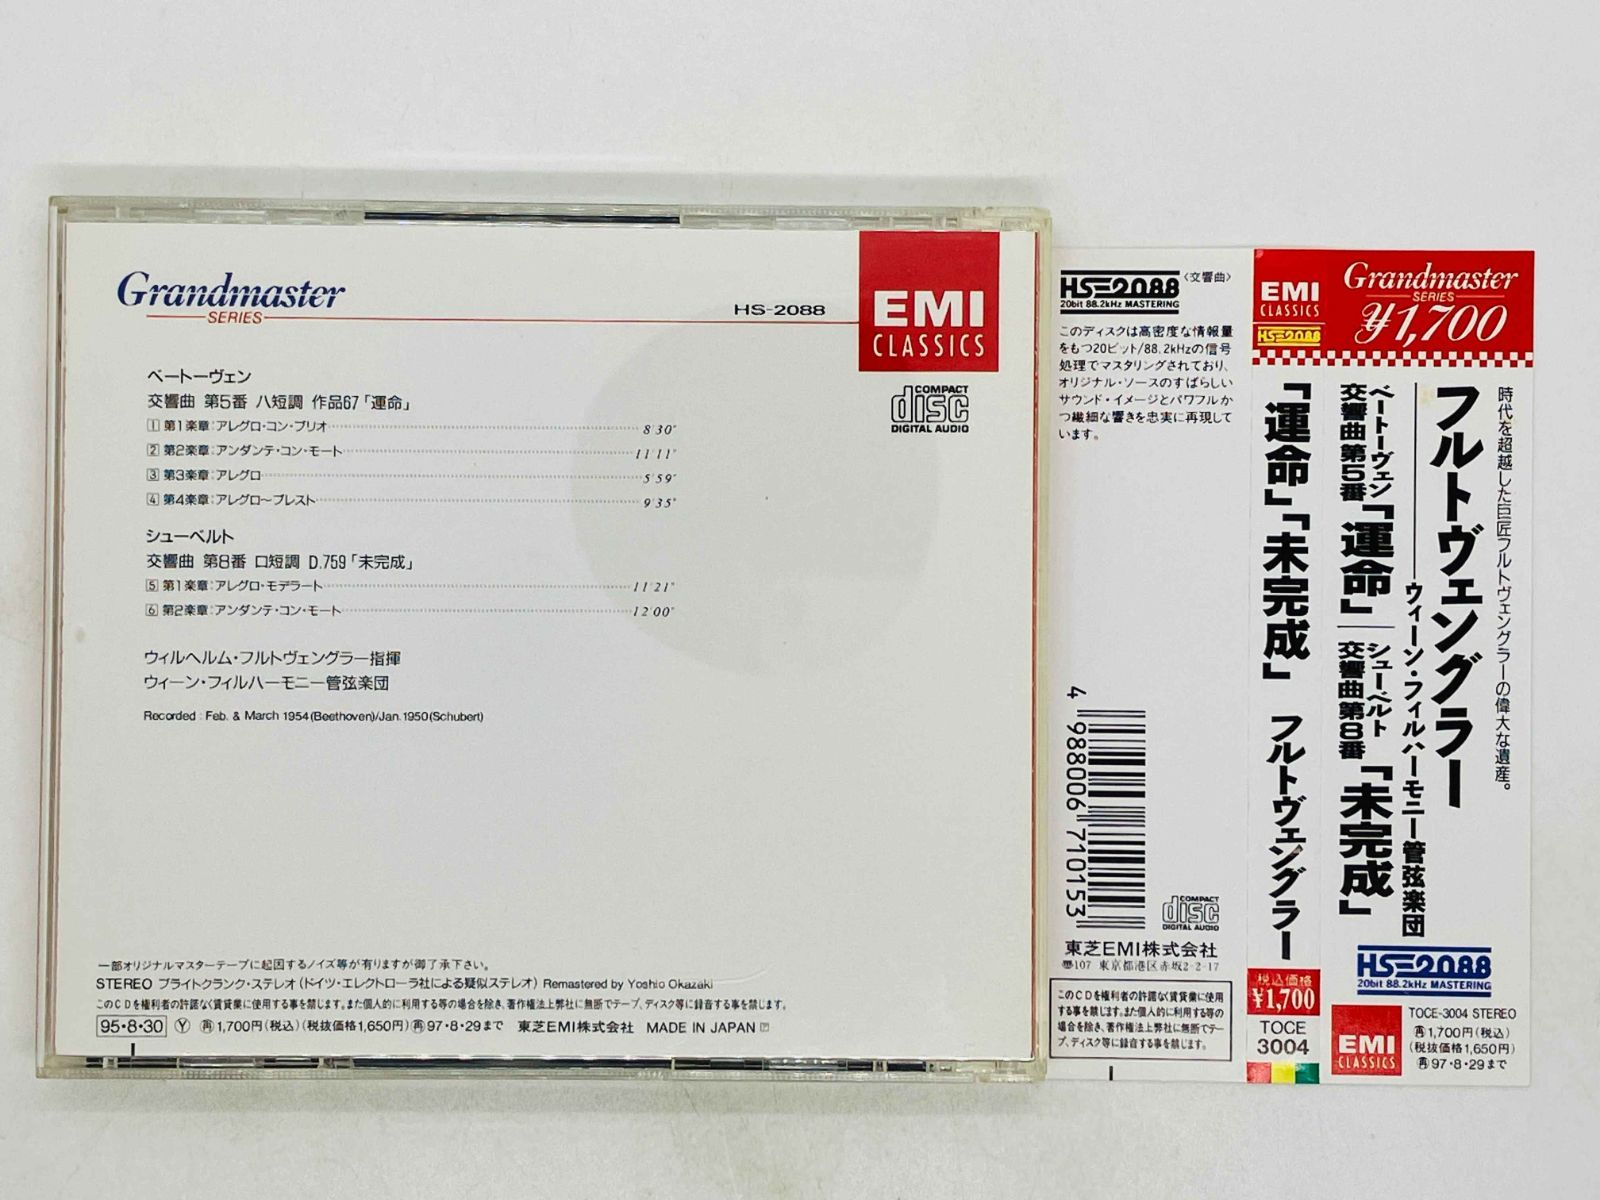 Grandmaster
SERIES
HS-2088
EMI
CLASSICS
COMPACT
disc
DIGITAL AUDIO
ベートーヴェン
交響曲 第5番 ハ短調 作品67「運命」
1 第1楽章:アレグロ・コン・ブリオ 8'30"
2 第2楽章:アンダンテ・コン・モート 11'11"
3 第3楽章:アレグロ 5'59"
4 第4楽章:アレグロ〜プレスト 9'35"
シューベルト
交響曲 第8番 ロ短調 D.759「未完成」
5 第1楽章:アレグロ・モデラート 11'21"
6 第2楽章:アンダンテ・コン・モート 12'00"
ウィルヘルム・フルトヴェングラー指揮
ウィーン・フィルハーモニー管弦楽団
Recorded : Feb. & March 1954(Beethoven)/Jan. 1950(Schubert)
一部オリジナルマスターテープに起因するノイズ等が有りますが御了承下さい。
STEREO ブライトクランク・ステレオ(ドイツ・エレクトローラ社による疑似ステレオ) Remastered by Yoshio Okazaki
このCDを権利者の許諾なく賃貸業に使用する事を禁じます。また個人的に利用する等の場合を除き、著作権法上弊社に無断でテープ、ディスク等に録音する事を禁じます。
95・8・30 Ⓨ 再 1,700円(税込)(税抜価格1,650円) 再 97・8・29まで 東芝EMI株式会社 MADE IN JAPAN
HS-2088 〈交響曲〉
20bit 88.2kHz MASTERING
このディスクは高密度な情報量
をもつ20ビット/88.2kHzの信号
処理でマスタリングされており、
オリジナル・ソースのすばらしい
サウンド・イメージとパワフルか
つ繊細な響きを忠実に再現して
います。
4 988006 710153
COMPACT
disc
DIGITAL AUDIO
東芝EMI株式会社
〒107 東京都港区赤坂2-2-17
このCDを権利者の許諾なく賃貸業に使用
する事を禁じます。また個人的に利用する等の
場合を除き、著作権法上弊社に無断でテー
プ、ディスク等に録音する事を禁じます。
EMI
CLASSICS
HS-2088
「運命」「未完成」 フルトヴェングラー
税込価格
¥1,700
TOCE
3004
Grandmaster
SERIES
¥1,700
時代を超越した巨匠フルトヴェングラーの偉大な遺産。
フルトヴェングラー
ウィーン・フィルハーモニー管弦楽団
ベートーヴェン
交響曲第5番「運命」
シューベルト
交響曲第8番「未完成」
HS-2088
20bit 88.2kHz MASTERING
EMI
CLASSICS
TOCE-3004 STEREO
再 1,700円(税込)
(税抜価格1,650円)
再 97・8・29まで